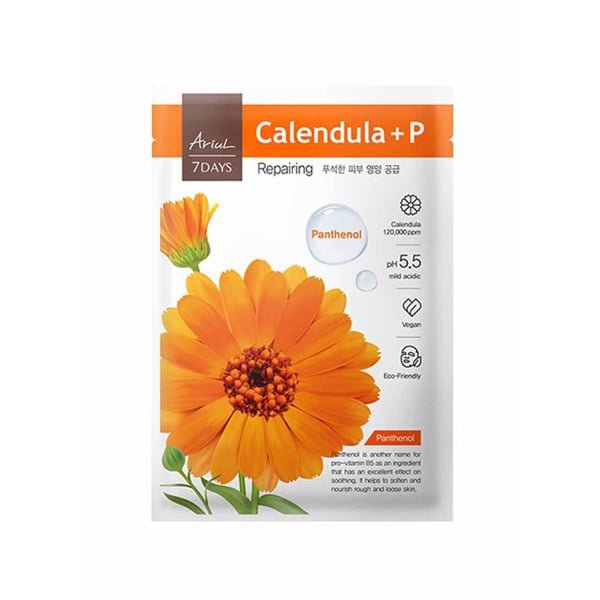 Ariul
7DAYS
Calendula + P
Repairing 푸석한 피부 영양 공급
Panthenol
Calendula
120,000 ppm
pH 5.5
mild acidic
Vegan
Eco-Friendly
Panthenol
Panthenol is another name for
pro-vitamin B5 as an ingredient
that has an excellent effect on
soothing. It helps to soften and
nourish rough and loose skin.